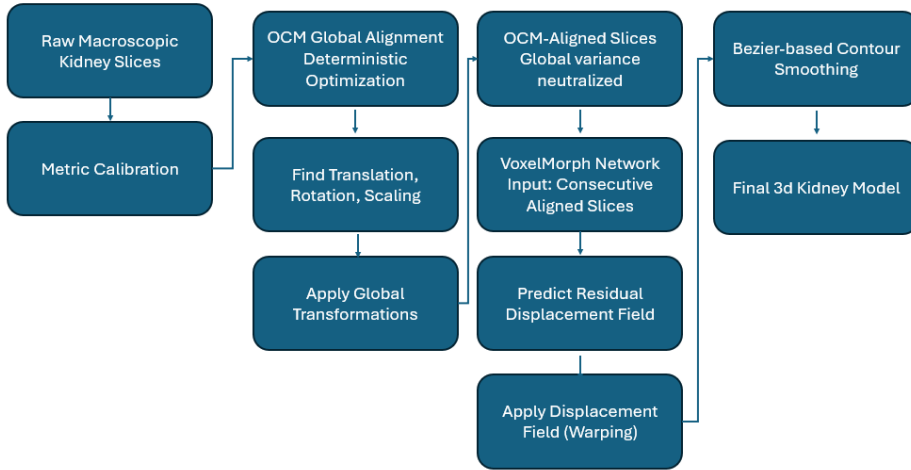 Raw Macroscopic
Kidney Slices
Metric Calibration
OCM Global Alignment
Deterministic
Optimization
Find Translation,
Rotation, Scaling
Apply Global
Transformations
OCM-Aligned Slices
Global variance
neutralized
VoxelMorph Network
Input: Consecutive
Aligned Slices
Predict Residual
Displacement Field
Apply Displacement
Field (Warping)
Bezier-based Contour
Smoothing
Final 3d Kidney Model